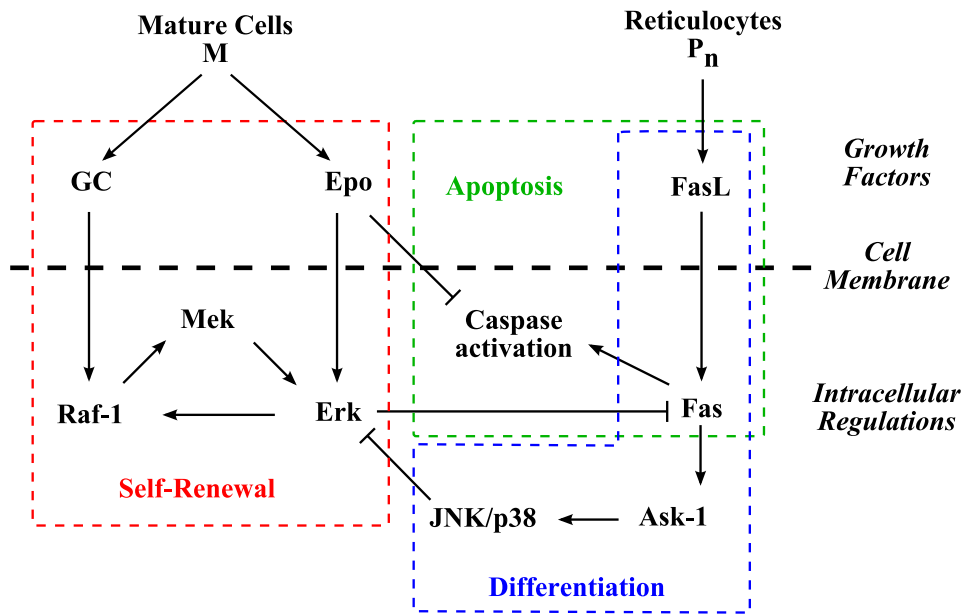 Mature Cells
M
Reticulocytes
Pn
GC
Epo
Apoptosis
FasL
Growth
Factors
Cell
Membrane
Mek
Caspase
activation
Raf-1
Erk
Fas
Intracellular
Regulations
Self-Renewal
JNK/p38
Ask-1
Differentiation